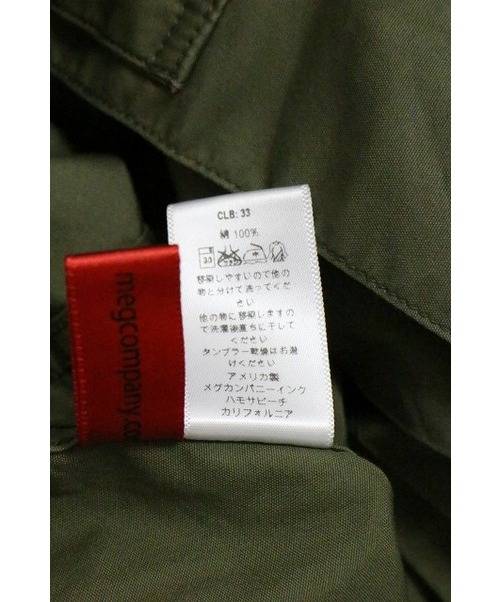 CLB: 33
綿 100%
30
中
移染しやすいので他の
物と分けて洗ってくだ
さい
他の物に移染しますの
で洗濯後直ちに干して
ください
タンブラー乾燥はお避
けください
アメリカ製
メグカンパニーインク
ハモサビーチ
カリフォルニア
megcompany.co